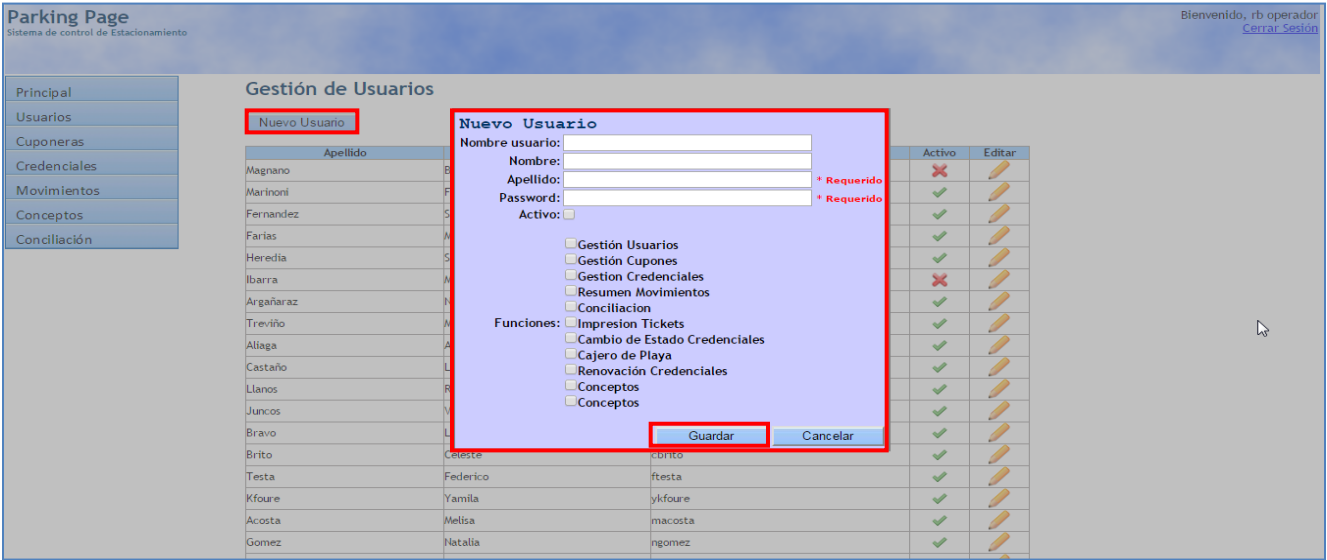 Parking Page
Sistema de control de Estacionamiento
Bienvenido, rb operador
Cerrar Sesión
Principal
Usuarios
Cuponeras
Credenciales
Movimientos
Conceptos
Conciliación
Gestión de Usuarios
Nuevo Usuario
Apellido Activo Editar
Magnano B
Marinoni F
Fernandez S
Farias M
Heredia S
Ibarra M
Argañaraz N
Treviño M
Aliaga A
Castaño L
Llanos R
Juncos V
Bravo L
Brito Celeste cbrito
Testa Federico ftesta
Kfoure Yamila ykfoure
Acosta Melisa macosta
Gomez Natalia ngomez
Nuevo Usuario
Nombre usuario:
Nombre:
Apellido: * Requerido
Password: * Requerido
Activo:
Funciones:
Gestión Usuarios
Gestión Cupones
Gestion Credenciales
Resumen Movimientos
Conciliacion
Impresion Tickets
Cambio de Estado Credenciales
Cajero de Playa
Renovación Credenciales
Conceptos
Conceptos
Guardar Cancelar